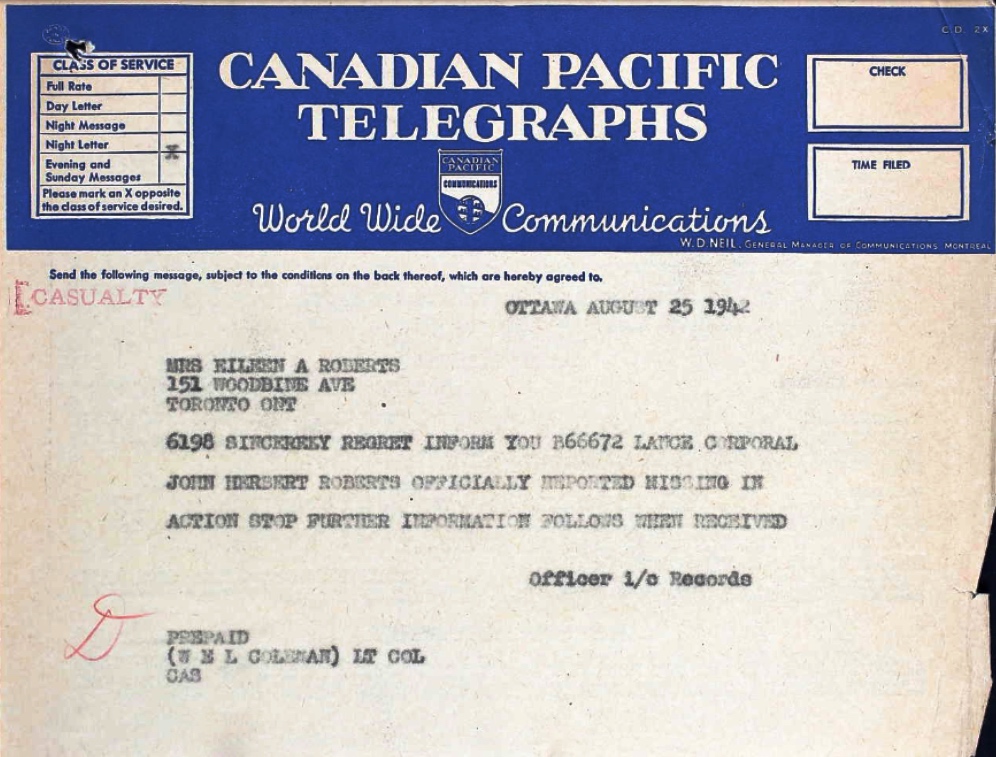 C.D. 2X
CLASS OF SERVICE
Full Rate
Day Letter
Night Message
Night Letter
X
Evening and
Sunday Messages
Please mark an X opposite
the class of service desired.
CANADIAN PACIFIC
TELEGRAPHS
CANADIAN
PACIFIC
COMMUNICATIONS
World Wide Communications
CHECK
TIME FILED
W.D. NEIL, GENERAL MANAGER OF COMMUNICATIONS, MONTREAL
Send the following message, subject to the conditions on the back thereof, which are hereby agreed to.
CASUALTY
OTTAWA AUGUST 25 1942
MRS EILEEN A ROBERTS
151 WOODBINE AVE
TORONTO ONT
6198 SINCEREKY REGRET INFORM YOU B66672 LANCE CORPORAL
JOHN HERBERT ROBERTS OFFICIALLY REPORTED MISSING IN
ACTION STOP FURTHER INFORMATION FOLLOWS WHEN RECEIVED
Officer i/c Records
D
PREPAID
(W E L COLEMAN) LT COL
CAS